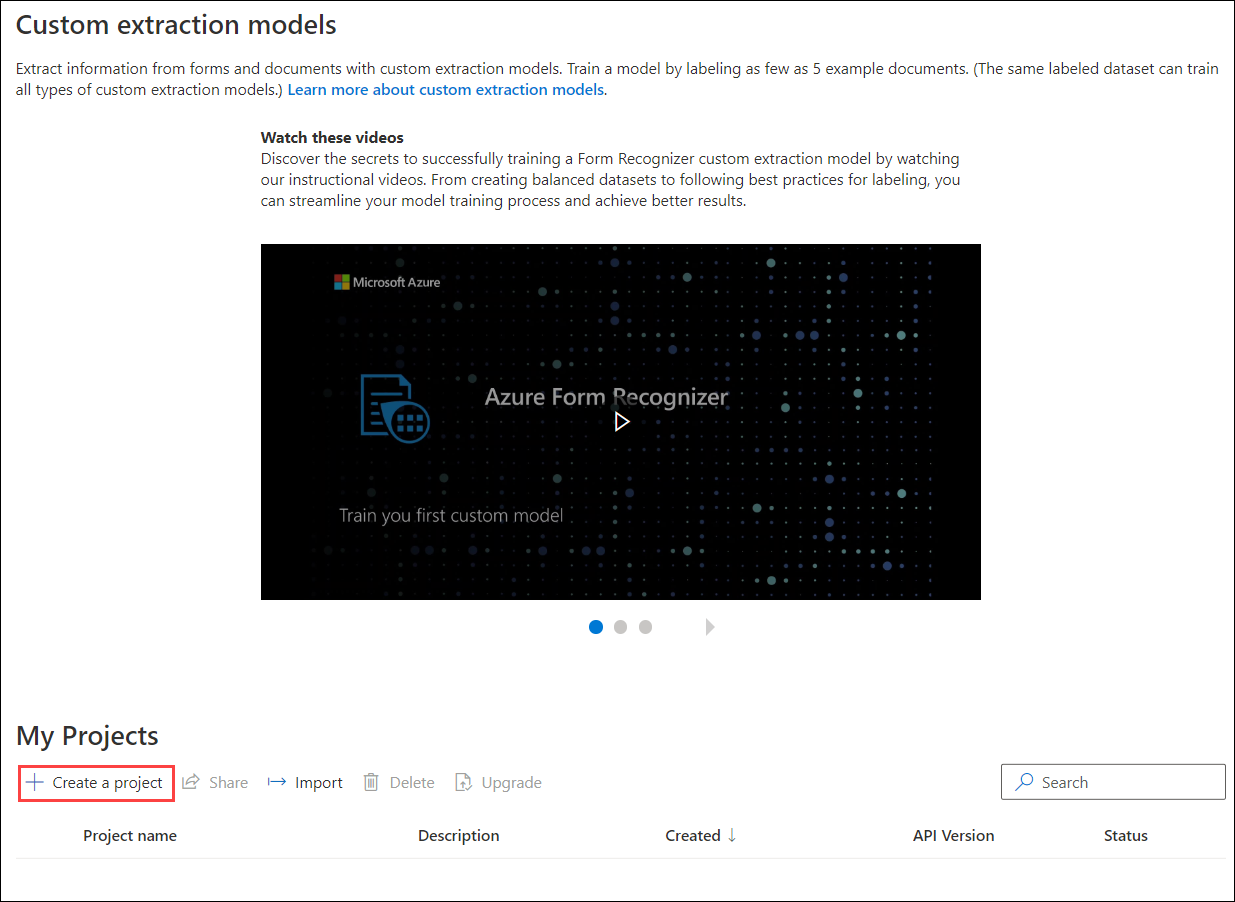 Custom extraction models
Extract information from forms and documents with custom extraction models. Train a model by labeling as few as 5 example documents. (The same labeled dataset can train
all types of custom extraction models.) Learn more about custom extraction models.
Watch these videos
Discover the secrets to successfully training a Form Recognizer custom extraction model by watching
our instructional videos. From creating balanced datasets to following best practices for labeling, you
can streamline your model training process and achieve better results.
Microsoft Azure
Azure Form Recognizer
Train you first custom model
My Projects
Create a project Share Import Delete Upgrade Search
Project name Description Created ↓ API Version Status